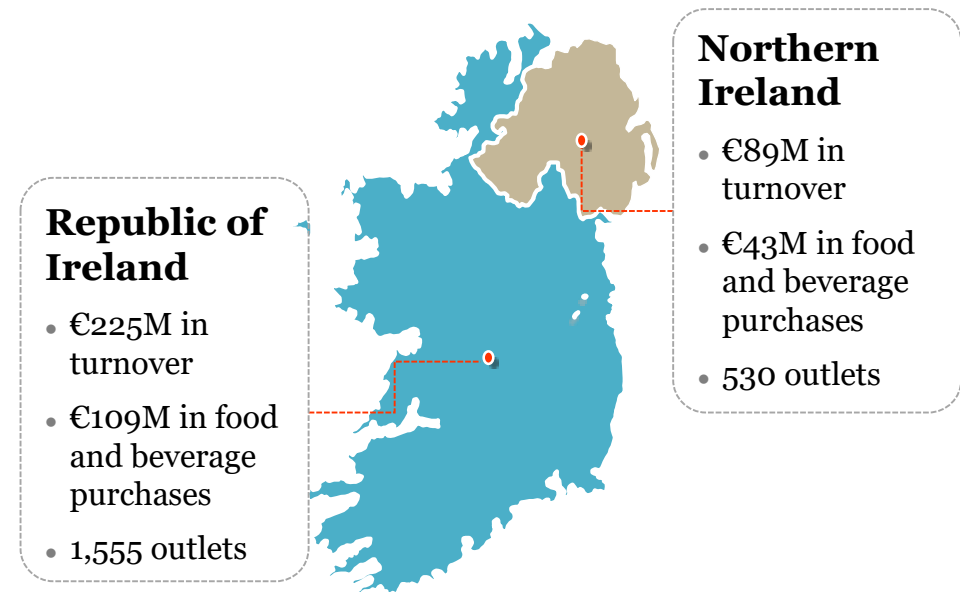 Republic of
Ireland
• €225M in
turnover
• €109M in food
and beverage
purchases
• 1,555 outlets
Northern
Ireland
• €89M in
turnover
• €43M in food
and beverage
purchases
• 530 outlets